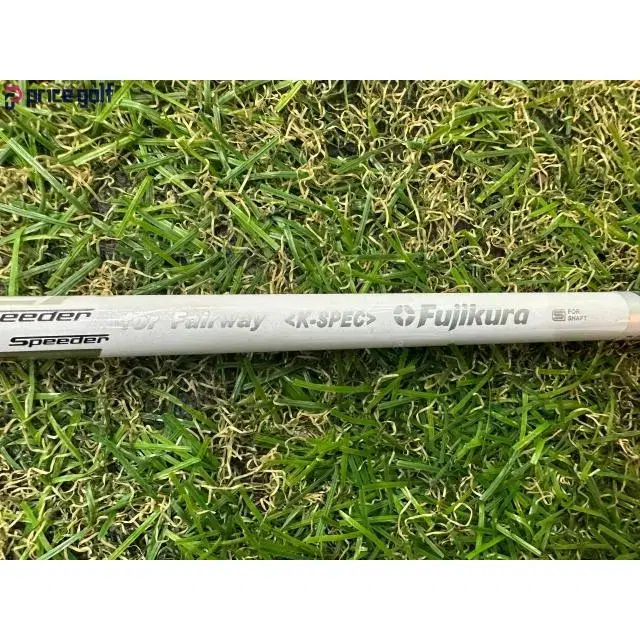 price golf
eeder for Fairway <K-SPEC> Fujikura S FOR SHAFT
Speeder